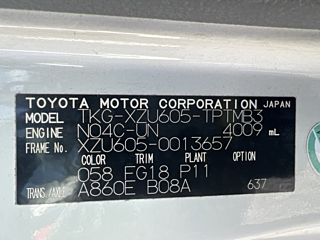 TOYOTA MOTOR CORPORATION JAPAN
MODEL TKG-XZU605-TPTMB3
ENGINE N04C-UN 4009 mL
FRAME No. XZU605-0013657
COLOR TRIM PLANT OPTION
058 EG18 P11
TRANS./AXLE A860E B08A 637